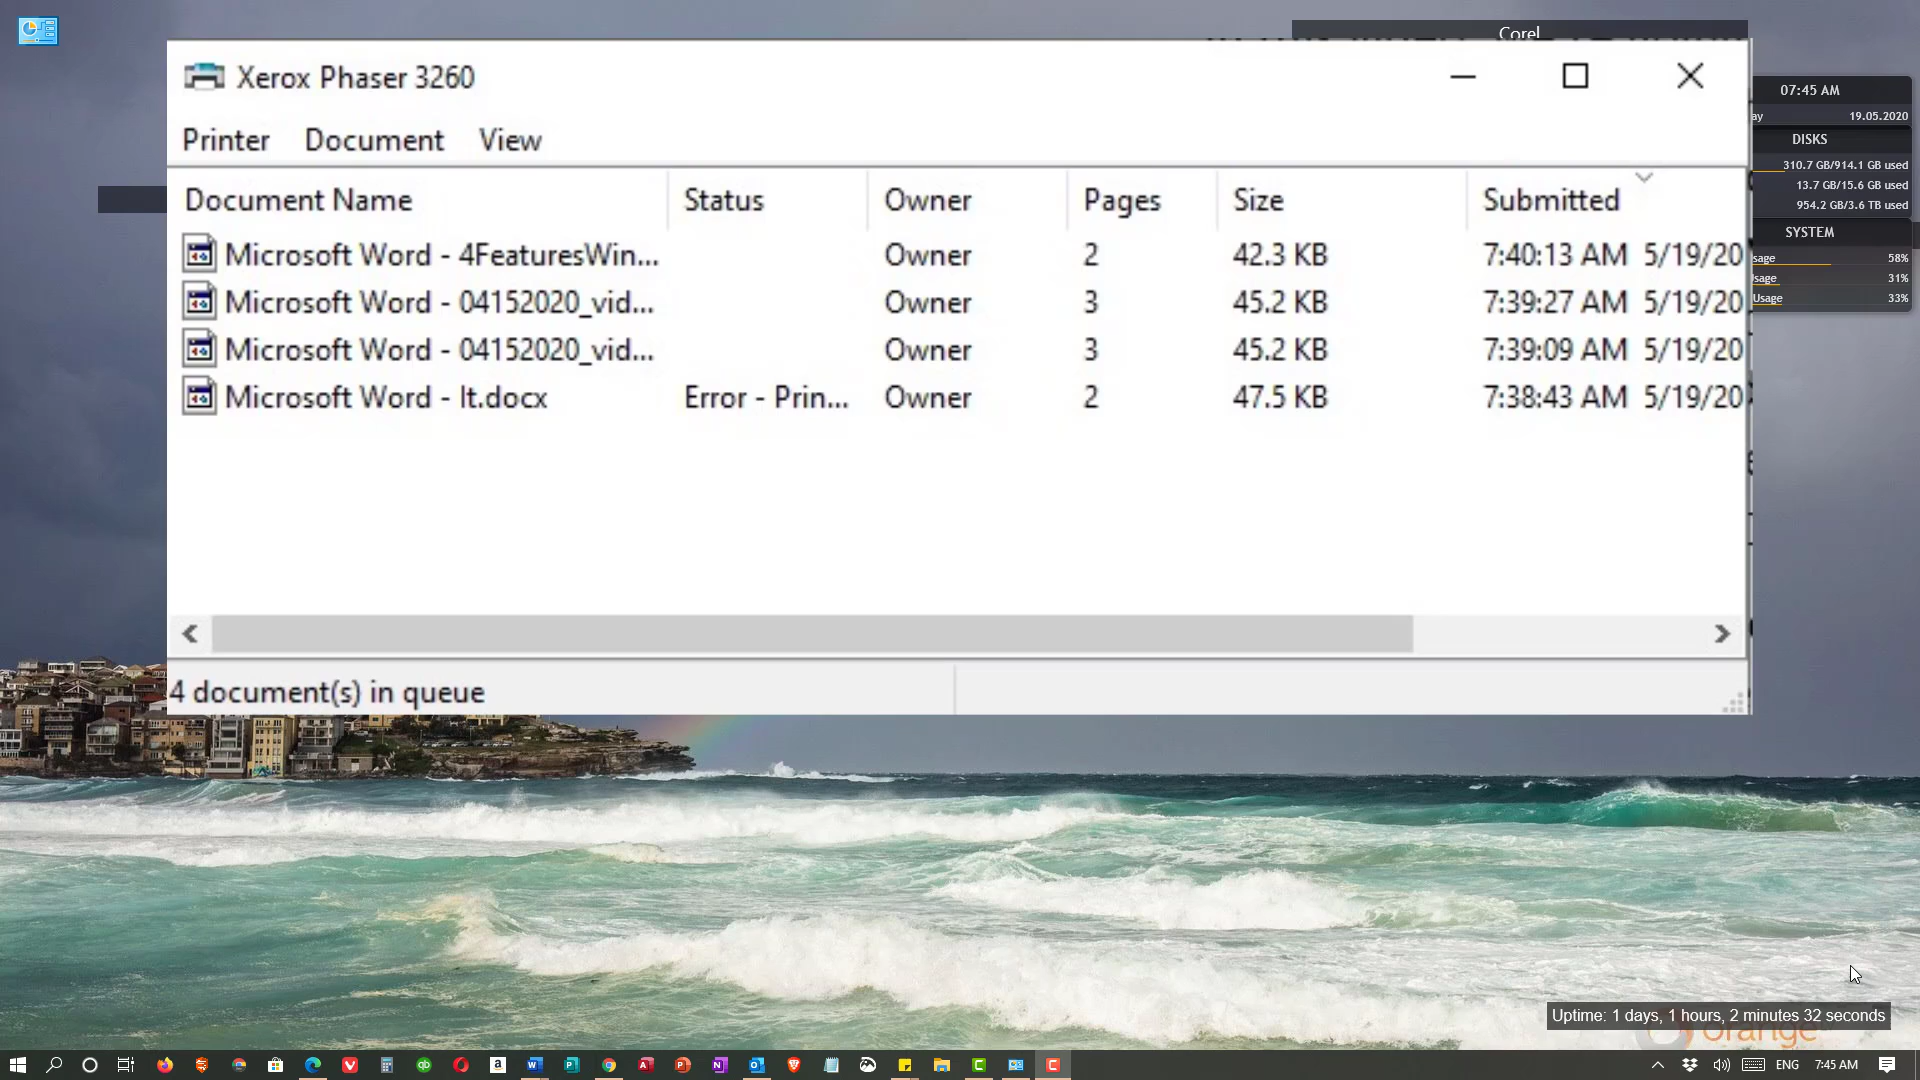 Corel
Xerox Phaser 3260
Printer Document View
Document Name Status Owner Pages Size Submitted
Microsoft Word - 4FeaturesWin... Owner 2 42.3 KB 7:40:13 AM 5/19/20
Microsoft Word - 04152020_vid... Owner 3 45.2 KB 7:39:27 AM 5/19/20
Microsoft Word - 04152020_vid... Owner 3 45.2 KB 7:39:09 AM 5/19/20
Microsoft Word - It.docx Error - Prin... Owner 2 47.5 KB 7:38:43 AM 5/19/20
4 document(s) in queue
07:45 AM
ay 19.05.2020
DISKS
310.7 GB/914.1 GB used
13.7 GB/15.6 GB used
954.2 GB/3.6 TB used
SYSTEM
sage 58%
sage 31%
Usage 33%
Uptime: 1 days, 1 hours, 2 minutes 32 seconds
orange
ENG 7:45 AM